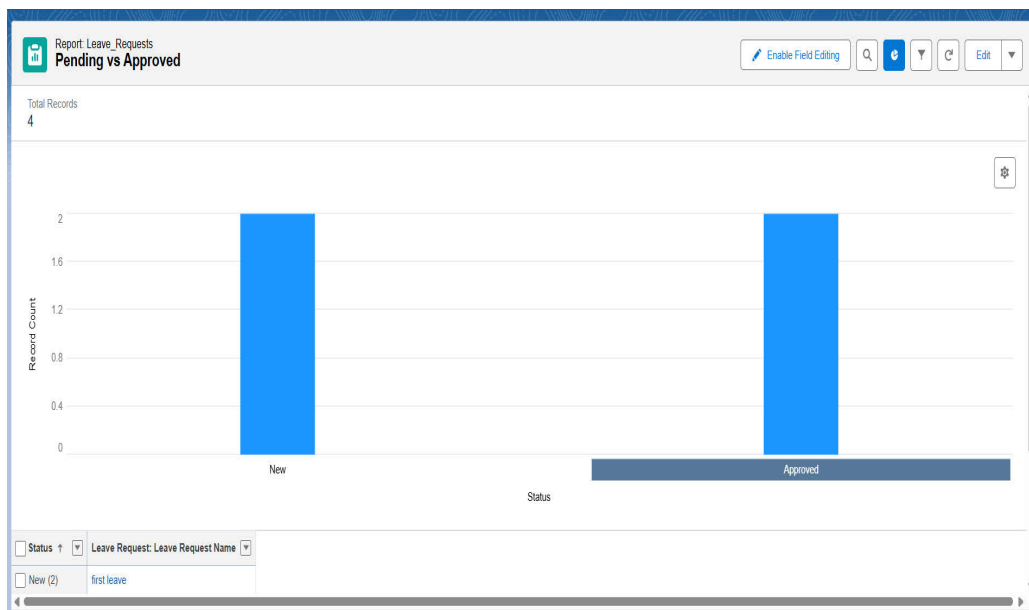 Report: Leave_Requests
Pending vs Approved
Enable Field Editing
Edit
Total Records
4
2
1.6
1.2
0.8
0.4
0
Record Count
New
Approved
Status
Status ↑
Leave Request: Leave Request Name
New (2)
first leave